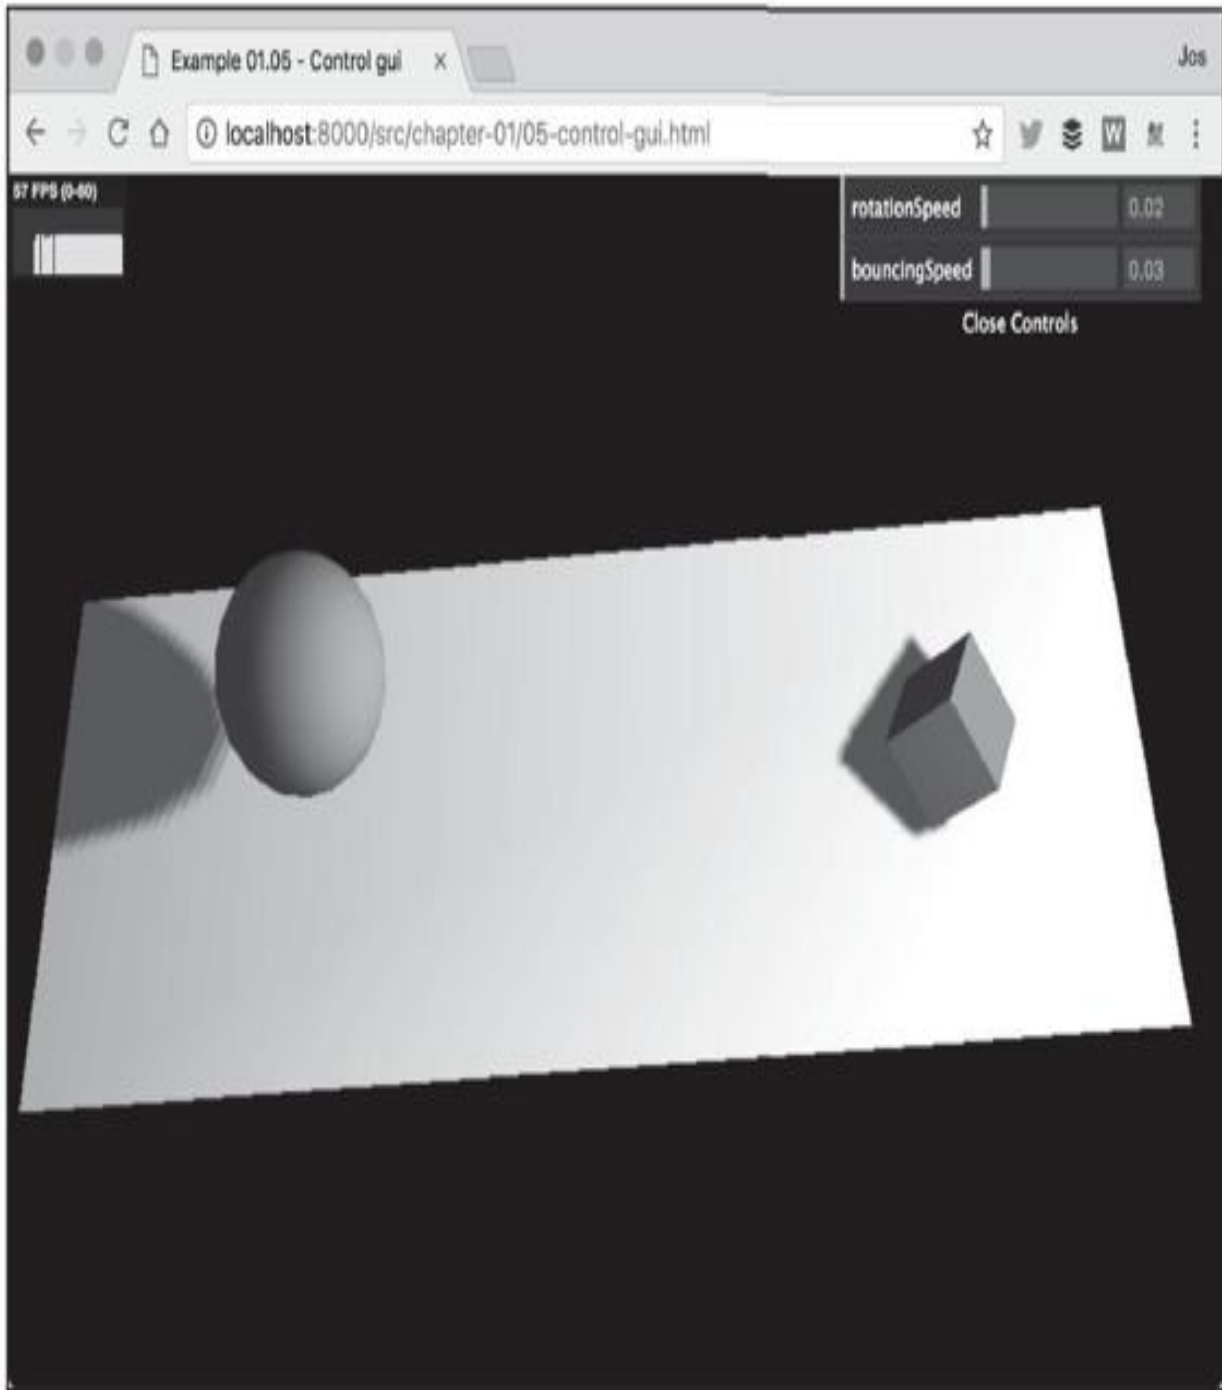 Example 01.05 - Control gui
Jos
localhost:8000/src/chapter-01/05-control-gui.html
W
57 FPS (0-60)
rotationSpeed 0.02
bouncingSpeed 0.03
Close Controls